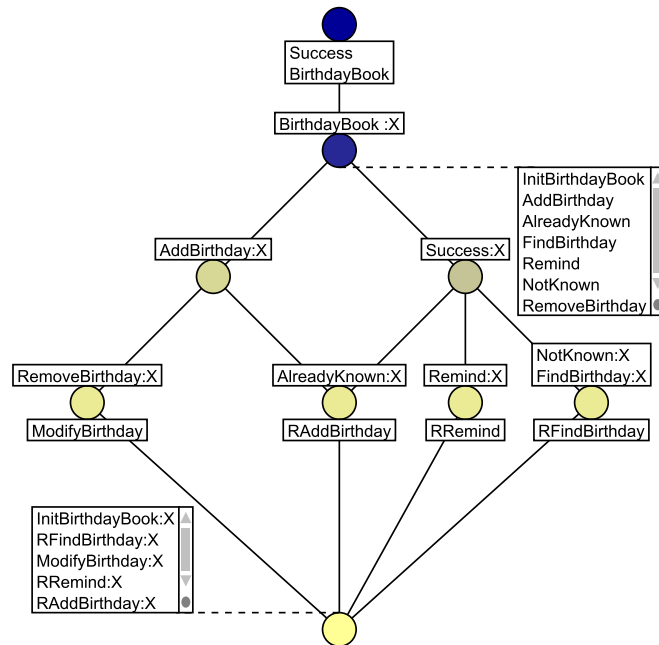 Success
BirthdayBook
BirthdayBook :X
InitBirthdayBook
AddBirthday
AlreadyKnown
FindBirthday
Remind
NotKnown
RemoveBirthday
AddBirthday:X
Success:X
NotKnown:X
FindBirthday:X
RemoveBirthday:X
AlreadyKnown:X
Remind:X
ModifyBirthday
RAddBirthday
RRemind
RFindBirthday
InitBirthdayBook:X
RFindBirthday:X
ModifyBirthday:X
RRemind:X
RAddBirthday:X